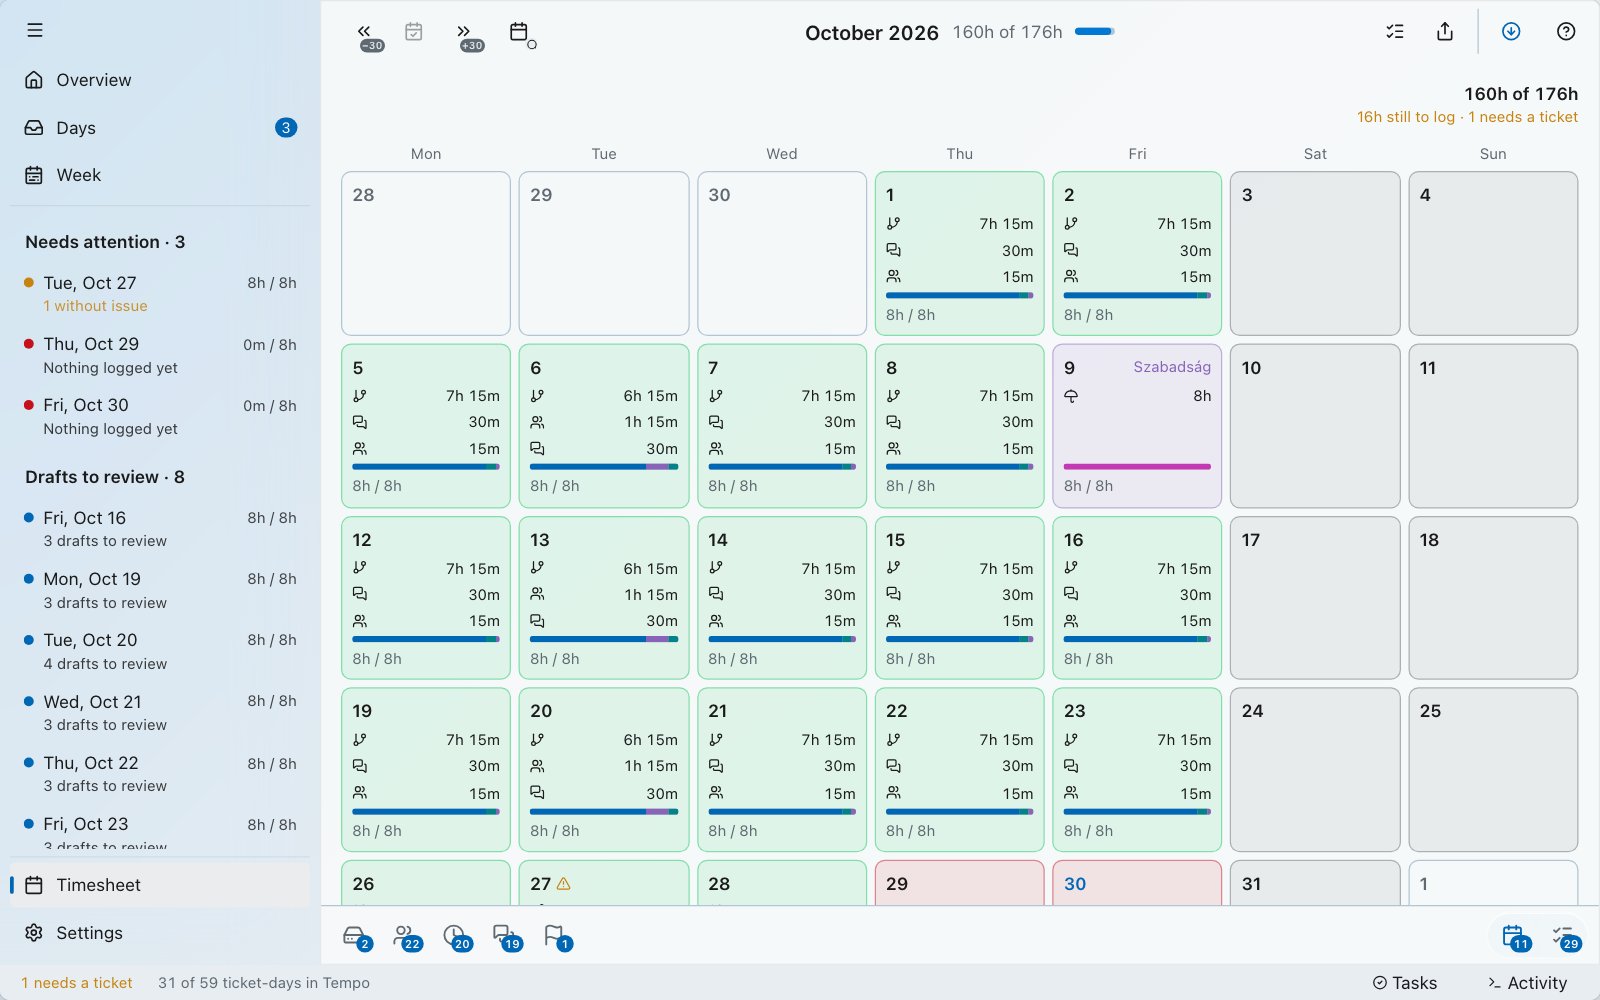 Overview
Days 3
Week
Needs attention · 3
Tue, Oct 27 8h / 8h
1 without issue
Thu, Oct 29 0m / 8h
Nothing logged yet
Fri, Oct 30 0m / 8h
Nothing logged yet
Drafts to review · 8
Fri, Oct 16 8h / 8h
3 drafts to review
Mon, Oct 19 8h / 8h
3 drafts to review
Tue, Oct 20 8h / 8h
4 drafts to review
Wed, Oct 21 8h / 8h
3 drafts to review
Thu, Oct 22 8h / 8h
3 drafts to review
Fri, Oct 23 8h / 8h
3 drafts to review
Timesheet
Settings
−30 +30
October 2026 160h of 176h
160h of 176h
16h still to log · 1 needs a ticket
Mon Tue Wed Thu Fri Sat Sun
28 29 30 1 2 3 4
7h 15m 7h 15m
30m 30m
15m 15m
8h / 8h 8h / 8h
5 6 7 8 9 Szabadság 10 11
7h 15m 6h 15m 7h 15m 7h 15m 8h
30m 1h 15m 30m 30m
15m 30m 15m 15m
8h / 8h 8h / 8h 8h / 8h 8h / 8h 8h / 8h
12 13 14 15 16 17 18
7h 15m 6h 15m 7h 15m 7h 15m 7h 15m
30m 1h 15m 30m 30m 30m
15m 30m 15m 15m 15m
8h / 8h 8h / 8h 8h / 8h 8h / 8h 8h / 8h
19 20 21 22 23 24 25
7h 15m 6h 15m 7h 15m 7h 15m 7h 15m
30m 1h 15m 30m 30m 30m
15m 30m 15m 15m 15m
8h / 8h 8h / 8h 8h / 8h 8h / 8h 8h / 8h
26 27 28 29 30 31 1
2 22 20 19 1 11 29
1 needs a ticket 31 of 59 ticket-days in Tempo Tasks Activity